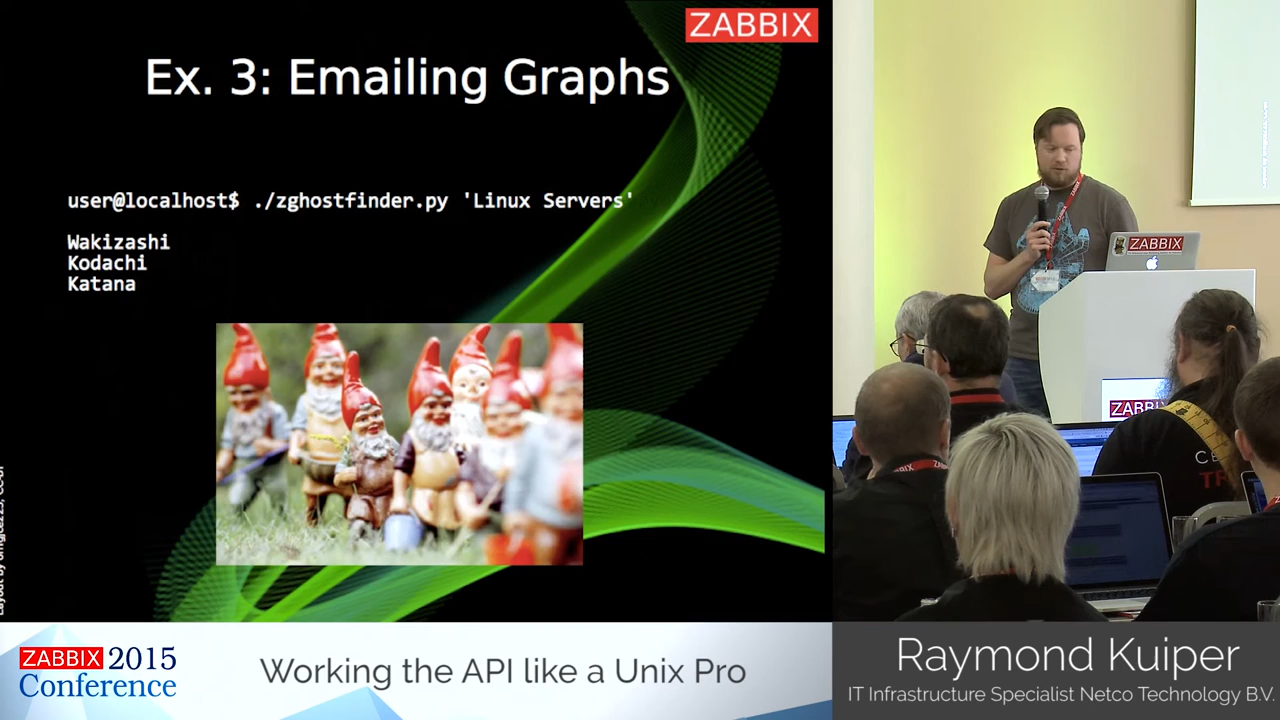 ZABBIX
Ex. 3: Emailing Graphs
user@localhost$ ./zghostfinder.py 'Linux Servers'
Wakizashi
Kodachi
Katana
ZABBIX
ZABBIX
ZABBIX 2015
Conference
Working the API like a Unix Pro
Raymond Kuiper
IT Infrastructure Specialist Netco Technology B.V.